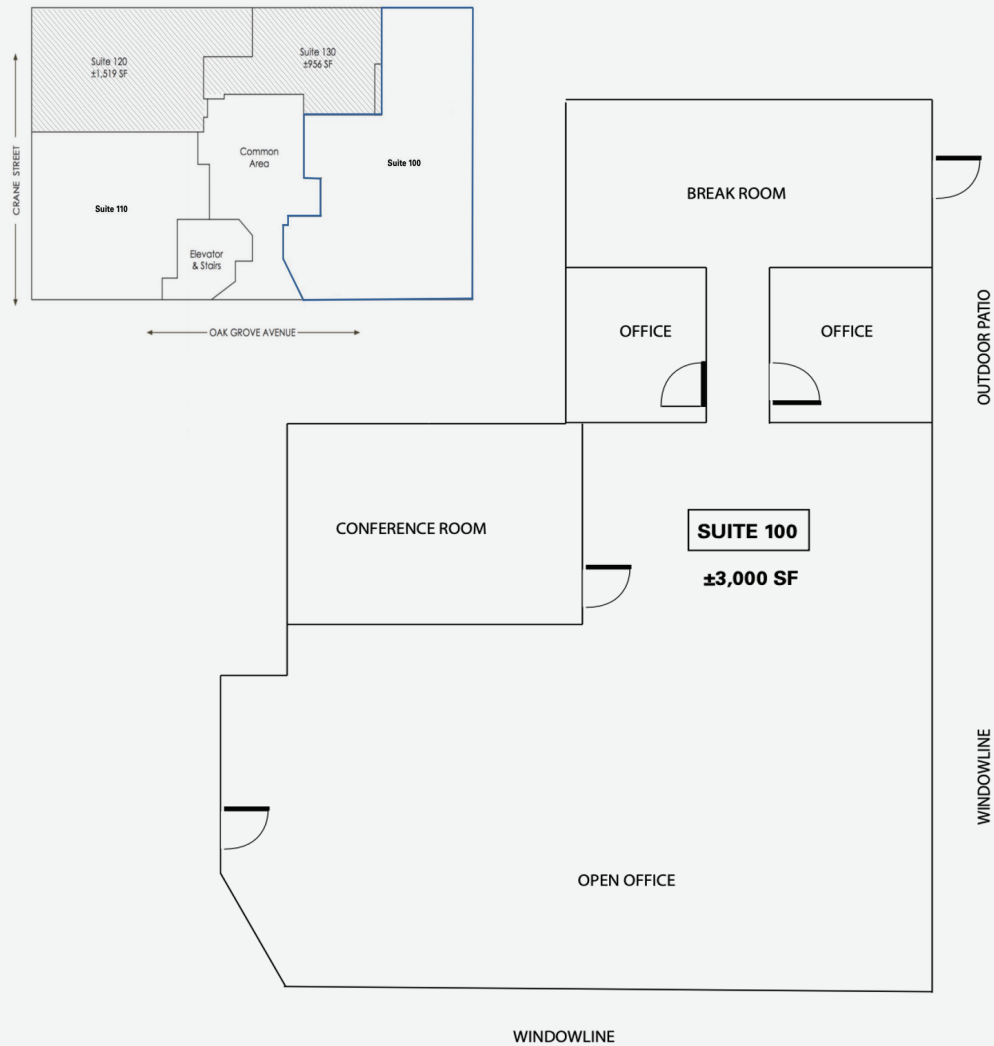 Suite 120
±1,519 SF
Suite 130
±956 SF
Common
Area
Suite 100
Suite 110
Elevator
& Stairs
CRANE STREET
OAK GROVE AVENUE
BREAK ROOM
OFFICE
OFFICE
OUTDOOR PATIO
CONFERENCE ROOM
SUITE 100
±3,000 SF
WINDOWLINE
OPEN OFFICE
WINDOWLINE